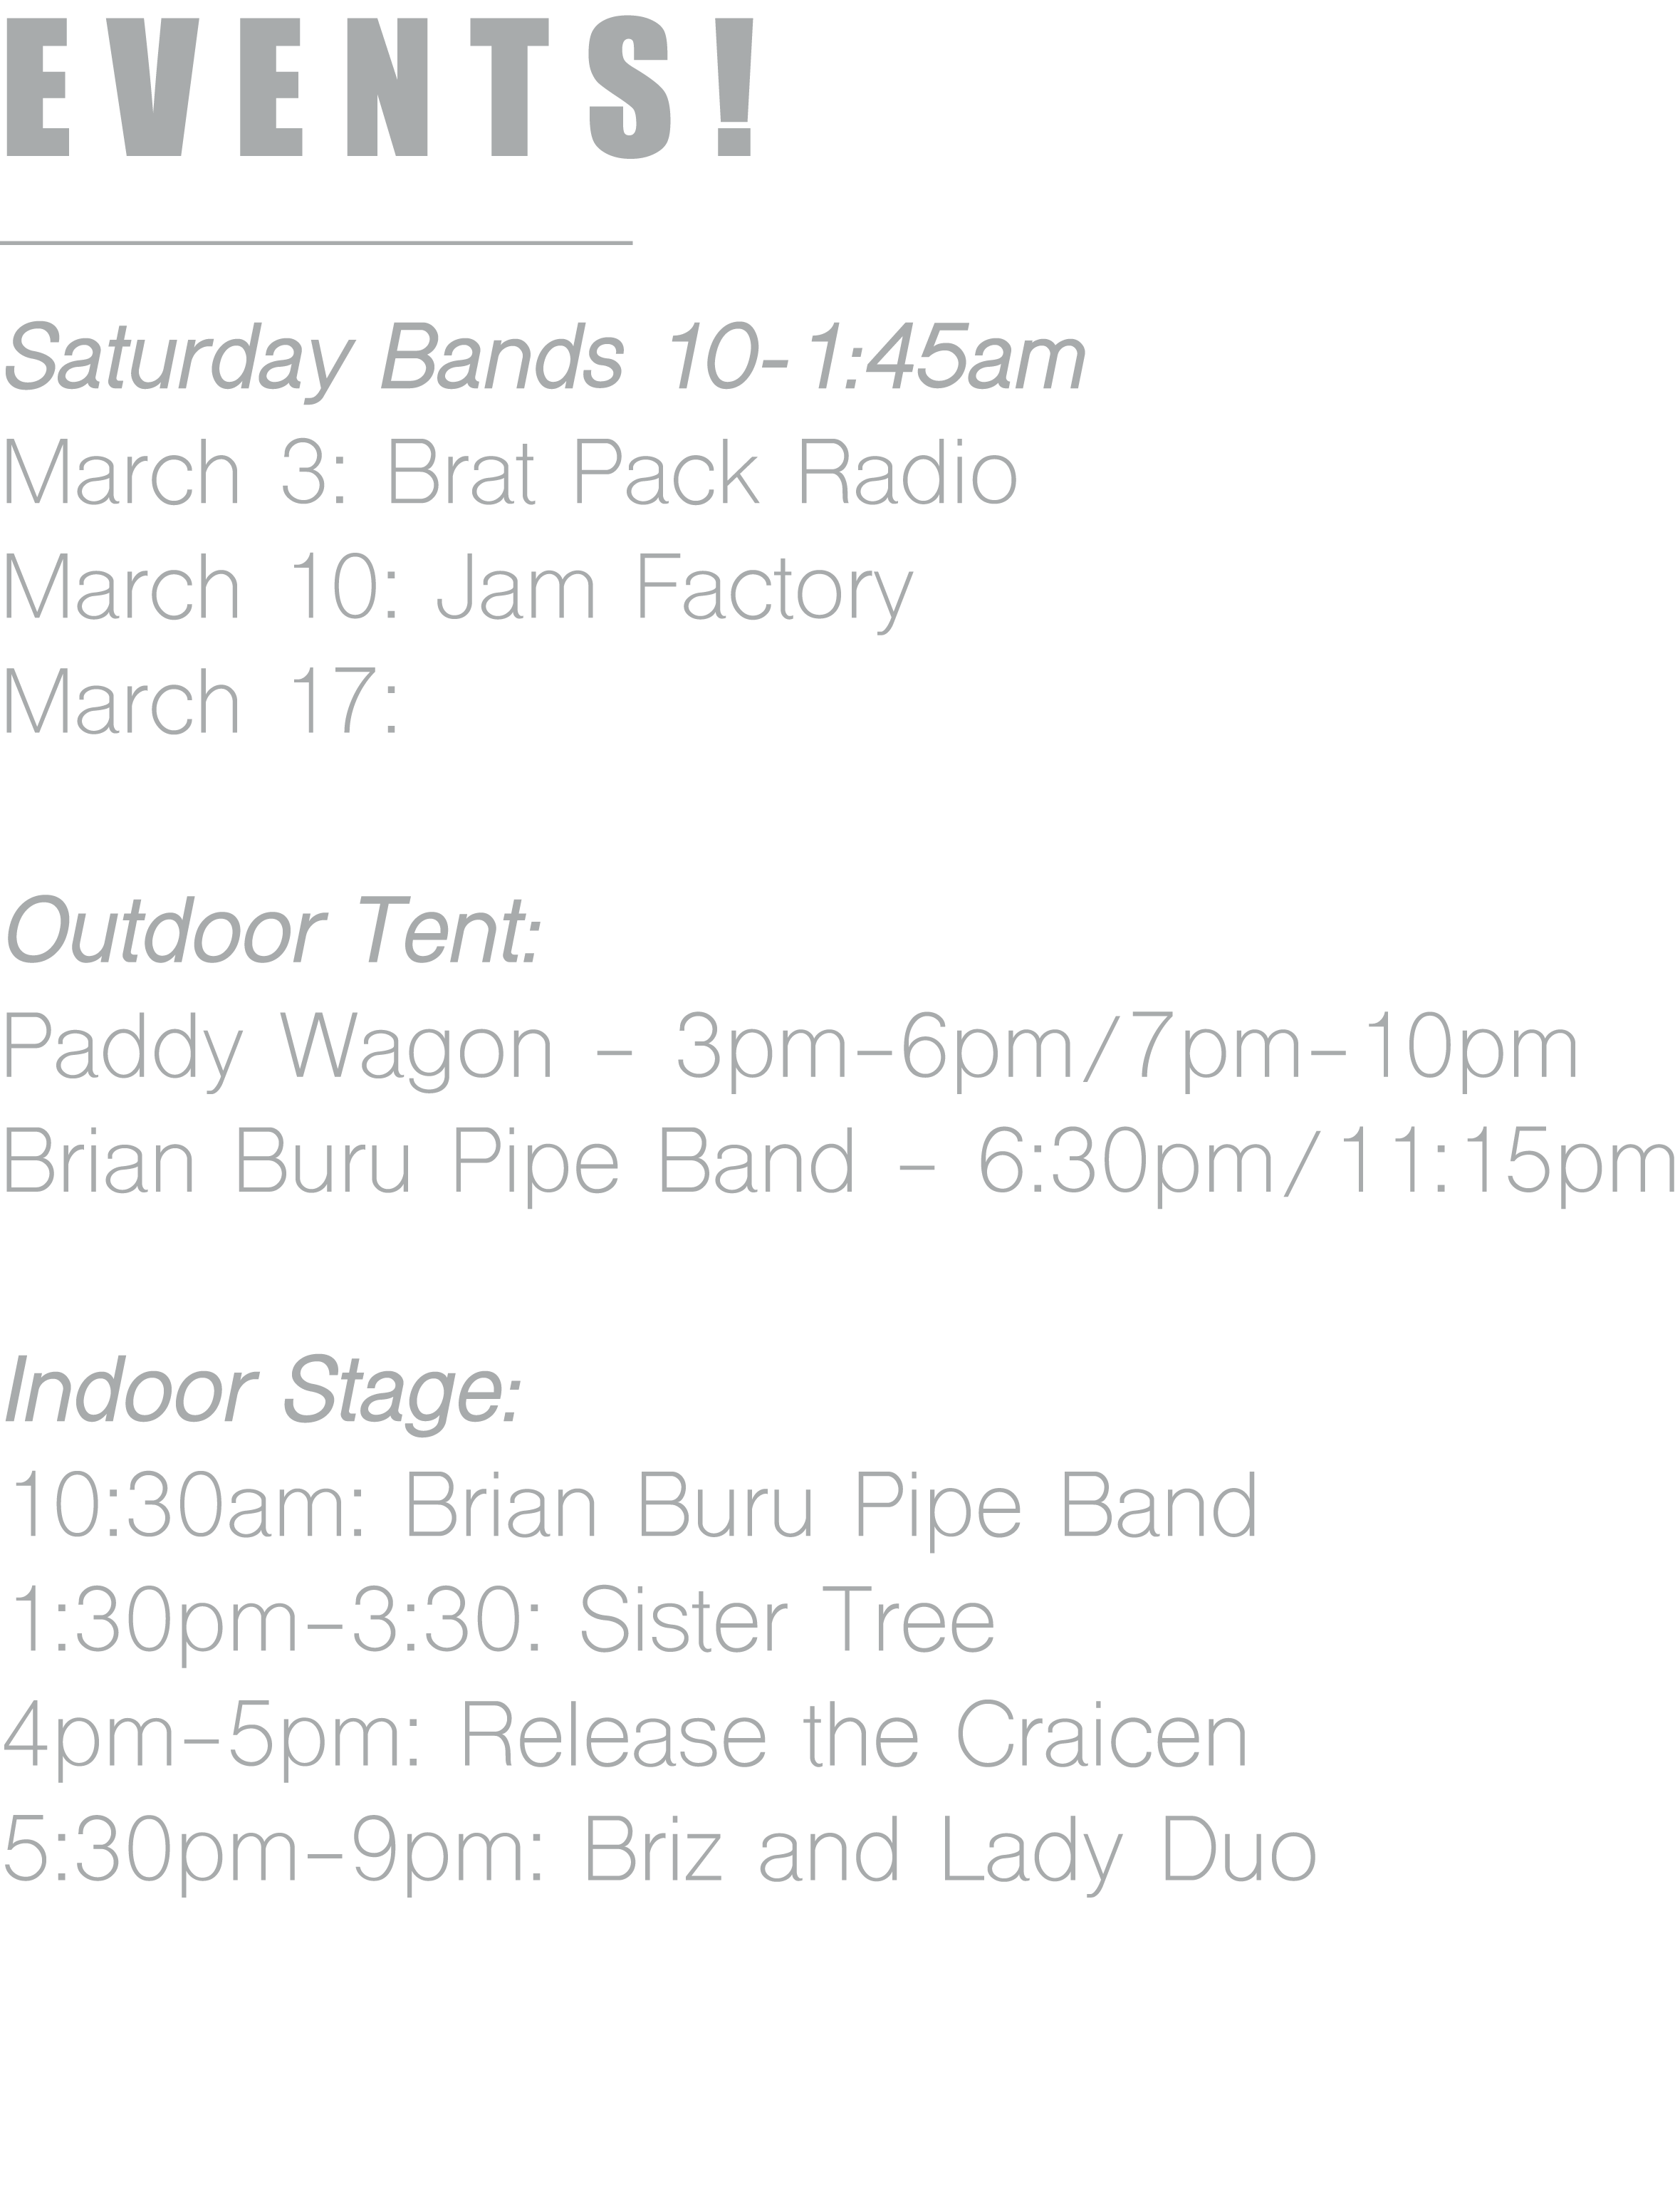 EVENTS!
Saturday Bands 10-1:45am
March 3: Brat Pack Radio
March 10: Jam Factory
March 17:
Outdoor Tent:
Paddy Wagon – 3pm–6pm/7pm–10pm
Brian Buru Pipe Band – 6:30pm/11:15pm
Indoor Stage:
10:30am: Brian Buru Pipe Band
1:30pm–3:30: Sister Tree
4pm–5pm: Release the Craicen
5:30pm–9pm: Briz and Lady Duo